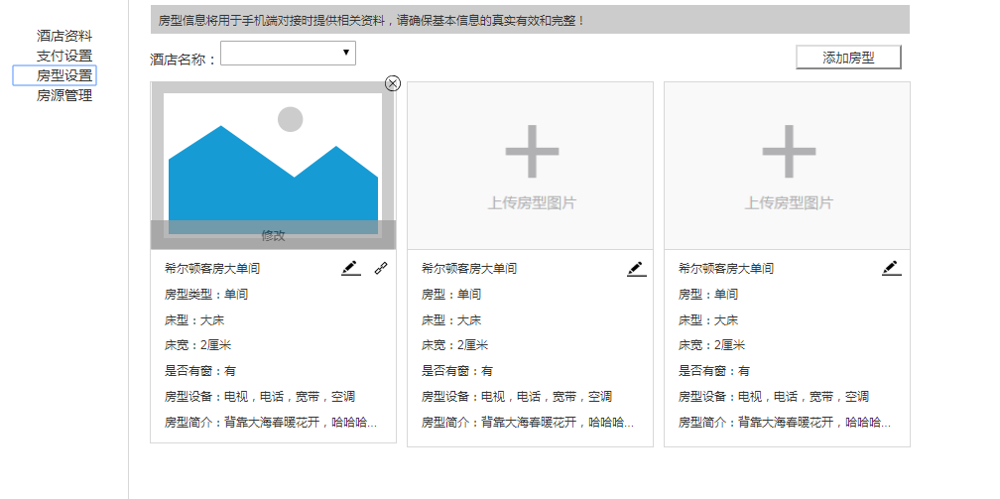 房型信息将用于手机端对接时提供相关资料，请确保基本信息的真实有效和完整！
酒店资料
支付设置
房型设置
房源管理
酒店名称：
添加房型
修改
希尔顿客房大单间
房型类型：单间
床型：大床
床宽：2厘米
是否有窗：有
房型设备：电视，电话，宽带，空调
房型简介：背靠大海春暖花开，哈哈哈...
上传房型图片
希尔顿客房大单间
房型：单间
床型：大床
床宽：2厘米
是否有窗：有
房型设备：电视，电话，宽带，空调
房型简介：背靠大海春暖花开，哈哈哈...
上传房型图片
希尔顿客房大单间
房型：单间
床型：大床
床宽：2厘米
是否有窗：有
房型设备：电视，电话，宽带，空调
房型简介：背靠大海春暖花开，哈哈哈...